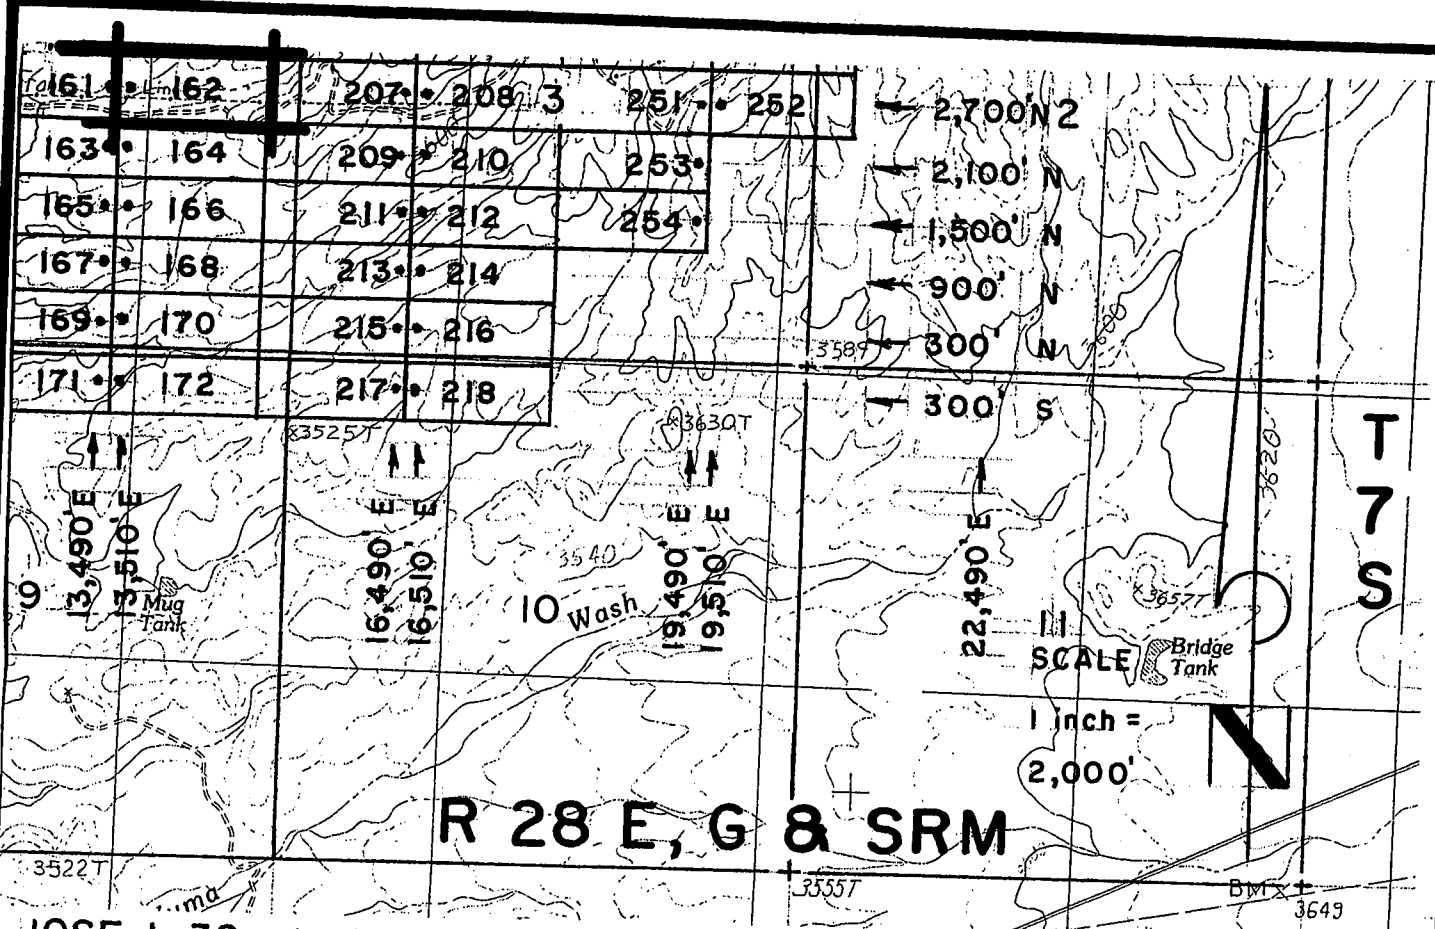 161 162 207 208 3 251 252 2,700' N 2
163 164 209 210 253 2,100' N
165 166 211 212 254 1,500' N
167 168 213 214 900' N
169 170 215 216 3589 300' N
171 172 217 218 300' S
3600
x3525T x3630T
3620
T
7
S
13,490' E
13,510' E
16,490' E
16,510' E
19,490' E
19,510' E
22,490' E
3540
9
Mug
Tank
10 Wash
11
x3657T
SCALE
Bridge
Tank
1 inch =
2,000'
N
R 28 E, G & SRM
3522T
3555T
BM x
3649